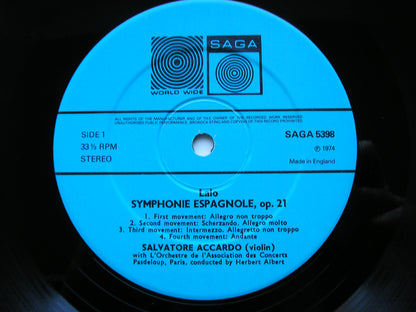 SAGA
WORLD WIDE
ALL RIGHTS OF THE MANUFACTURER AND OF THE OWNER OF THE RECORDED WORK RESERVED
UNAUTHORISED PUBLIC PERFORMANCE, BROADCASTING AND COPYING OF THIS RECORD PROHIBITED
SIDE 1
33⅓ RPM
STEREO
SAGA 5398
℗ 1974
Made in England
Lalo
SYMPHONIE ESPAGNOLE, op. 21
1. First movement: Allegro non troppo
2. Second movement: Scherzando. Allegro molto
3. Third movement: Intermezzo. Allegretto non troppo
4. Fourth movement: Andante
SALVATORE ACCARDO (violin)
with L'Orchestre de l'Association des Concerts
Pasdeloup, Paris, conducted by Herbert Albert